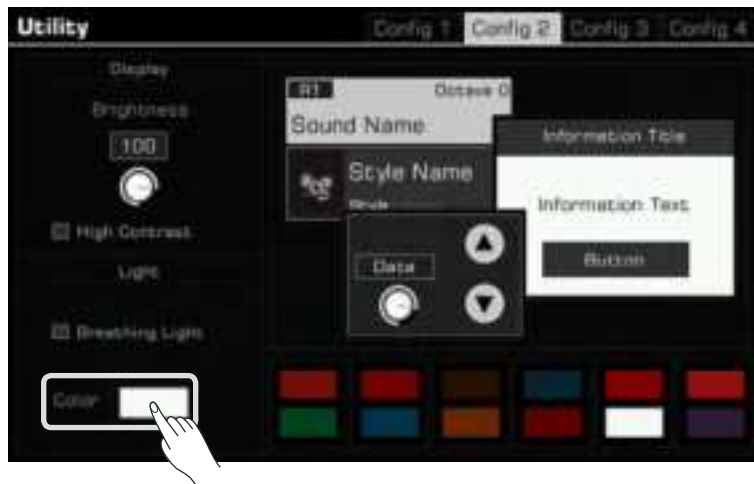 Utility
Config 1 Config 2 Config 3 Config 4
Display
Brightness
100
High Contrast
Light
Breathing Light
Color
R1 Octave 0
Sound Name
Style Name
Style
Data
Information Title
Information Text
Button